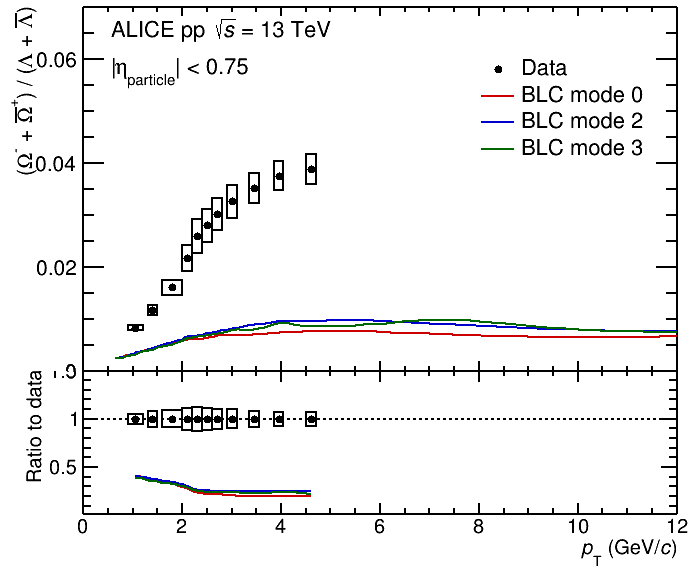 ALICE pp √s = 13 TeV
|η_particle| < 0.75
Data
BLC mode 0
BLC mode 2
BLC mode 3
(Ω⁻ + Ω̅⁺) / (Λ + Λ̅)
0.06
0.04
0.02
Ratio to data
1
0.5
0 2 4 6 8 10 12
p_T (GeV/c)